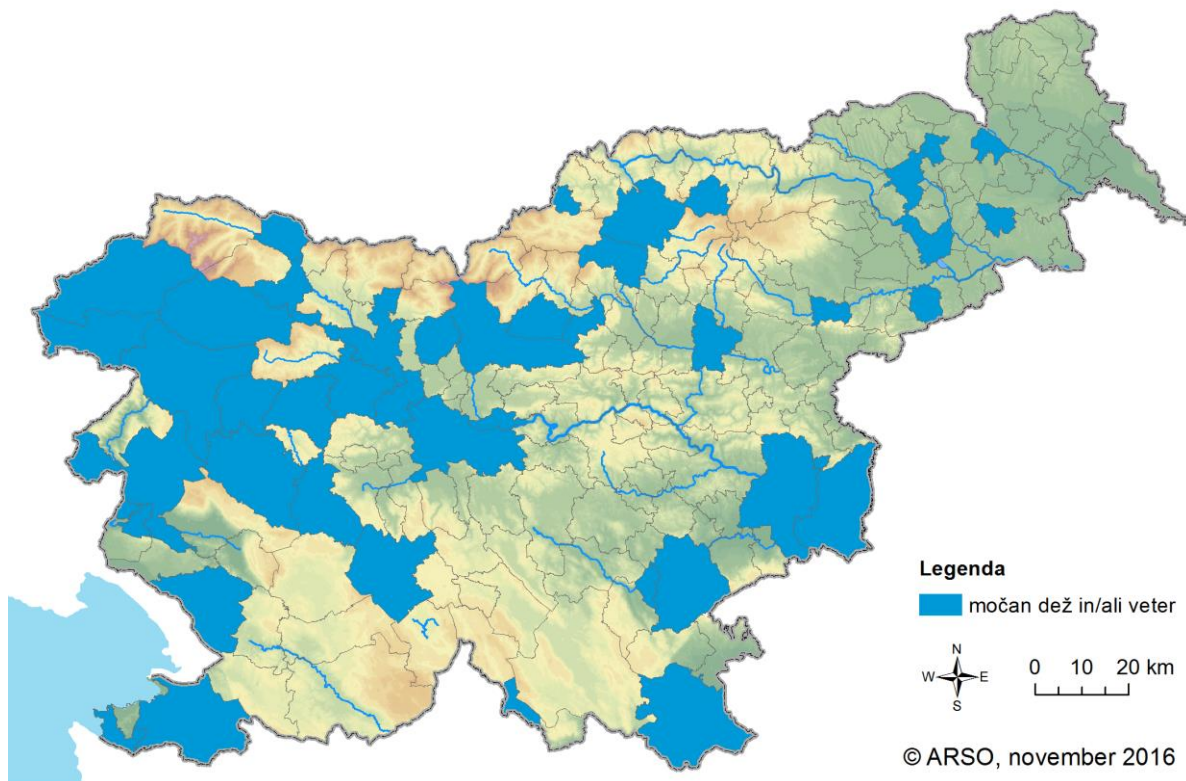 Legenda
močan dež in/ali veter
N
W E
S
0 10 20 km
© ARSO, november 2016